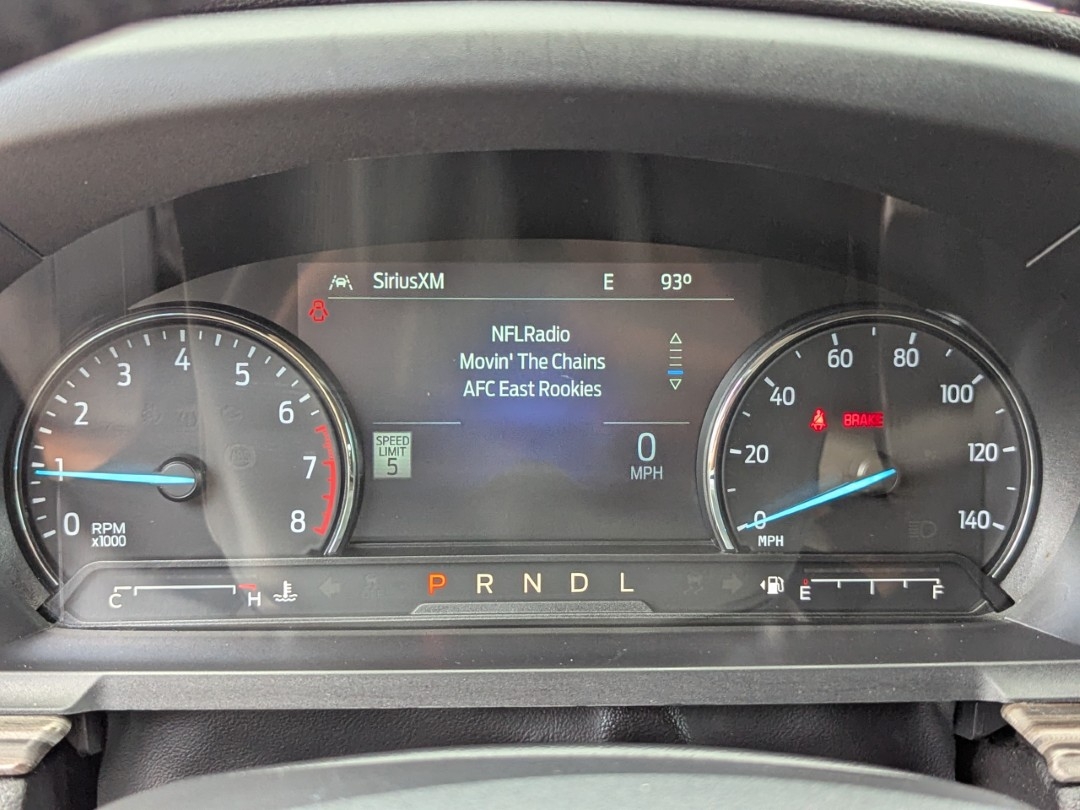 SiriusXM E 93º
NFLRadio
Movin' The Chains
AFC East Rookies
SPEED
LIMIT
5
0
MPH
0
1
2
3
4
5
6
7
8
RPM
x1000
0
20
40
60
80
100
120
140
MPH
BRAKE
C H
P R N D L
E F